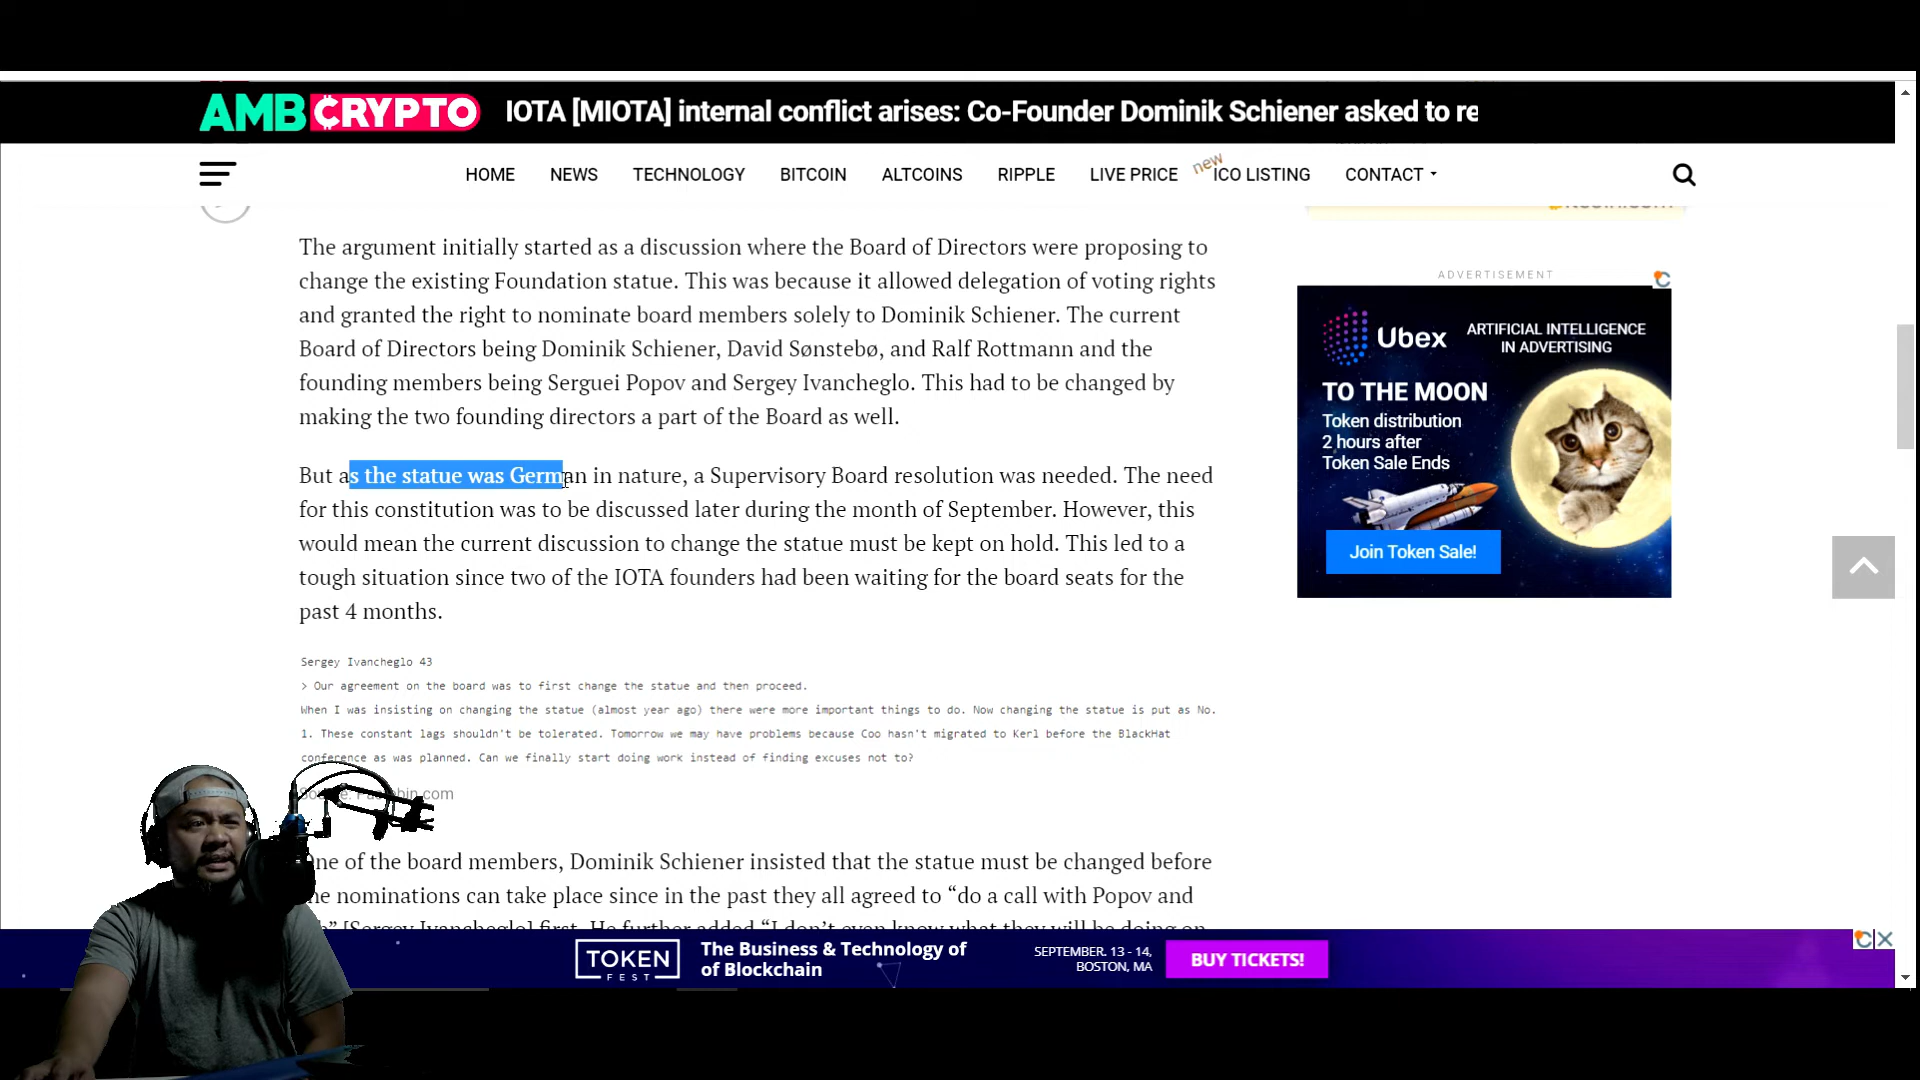 AMBCRYPTO
IOTA [MIOTA] internal conflict arises: Co-Founder Dominik Schiener asked to re
HOME NEWS TECHNOLOGY BITCOIN ALTCOINS RIPPLE LIVE PRICE new ICO LISTING CONTACT
The argument initially started as a discussion where the Board of Directors were proposing to
change the existing Foundation statue. This was because it allowed delegation of voting rights
and granted the right to nominate board members solely to Dominik Schiener. The current
Board of Directors being Dominik Schiener, David Sønstebø, and Ralf Rottmann and the
founding members being Serguei Popov and Sergey Ivancheglo. This had to be changed by
making the two founding directors a part of the Board as well.
But as the statue was German in nature, a Supervisory Board resolution was needed. The need
for this constitution was to be discussed later during the month of September. However, this
would mean the current discussion to change the statue must be kept on hold. This led to a
tough situation since two of the IOTA founders had been waiting for the board seats for the
past 4 months.
Sergey Ivancheglo 43
> Our agreement on the board was to first change the statue and then proceed.
When I was insisting on changing the statue (almost year ago) there were more important things to do. Now changing the statue is put as No.
1. These constant lags shouldn't be tolerated. Tomorrow we may have problems because Coo hasn't migrated to Kerl before the BlackHat
conference as was planned. Can we finally start doing work instead of finding excuses not to?
One of the board members, Dominik Schiener insisted that the statue must be changed before
the nominations can take place since in the past they all agreed to “do a call with Popov and
[Sergey Ivancheglo] first. He further added “I don't even know what they will be doing on
ADVERTISEMENT
Ubex
ARTIFICIAL INTELLIGENCE
IN ADVERTISING
TO THE MOON
Token distribution
2 hours after
Token Sale Ends
Join Token Sale!
TOKEN
FEST
The Business & Technology of
of Blockchain
SEPTEMBER. 13 - 14,
BOSTON, MA
BUY TICKETS!